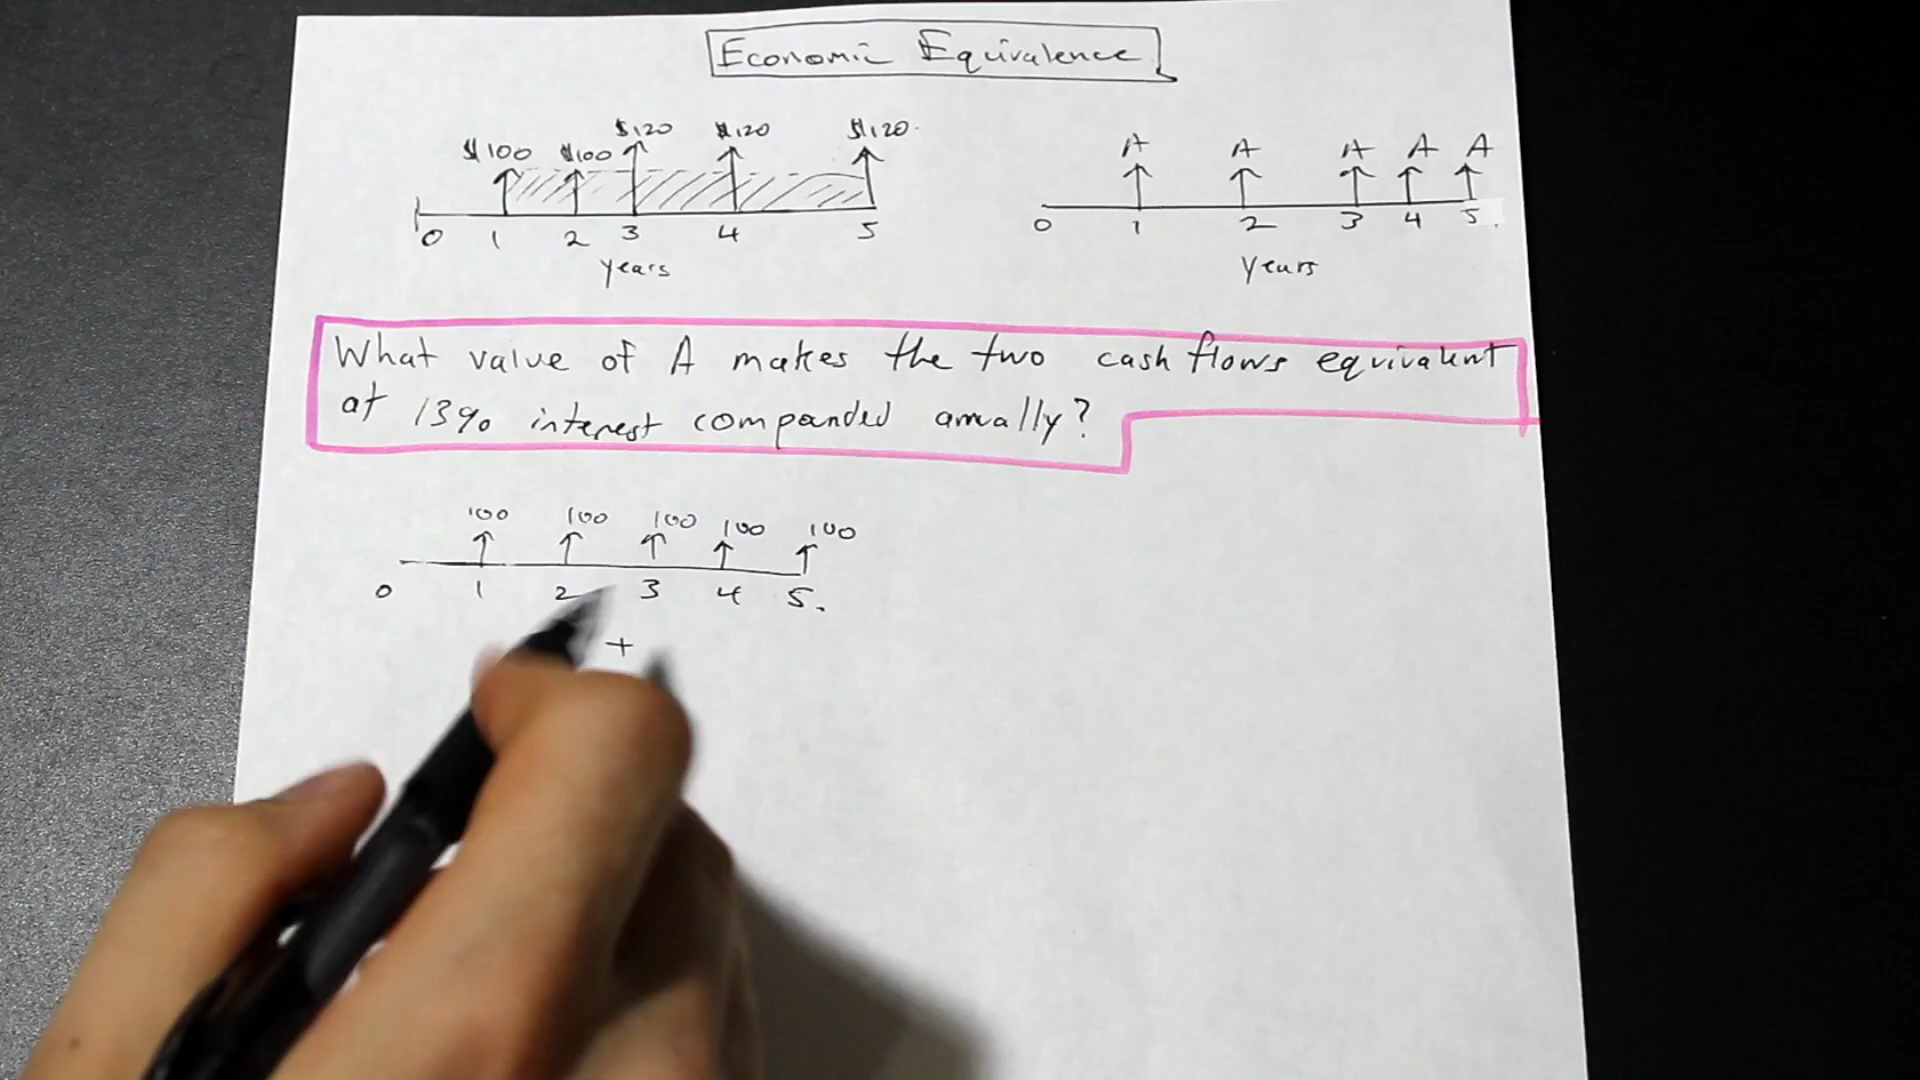 Economic Equivalence
$100 $100 $120 $120 $120
0 1 2 3 4 5
years
A A A A A
0 1 2 3 4 5
years
What value of A makes the two cash flows equivalent
at 13% interest compounded annually?
100 100 100 100 100
0 1 2 3 4 5.
+